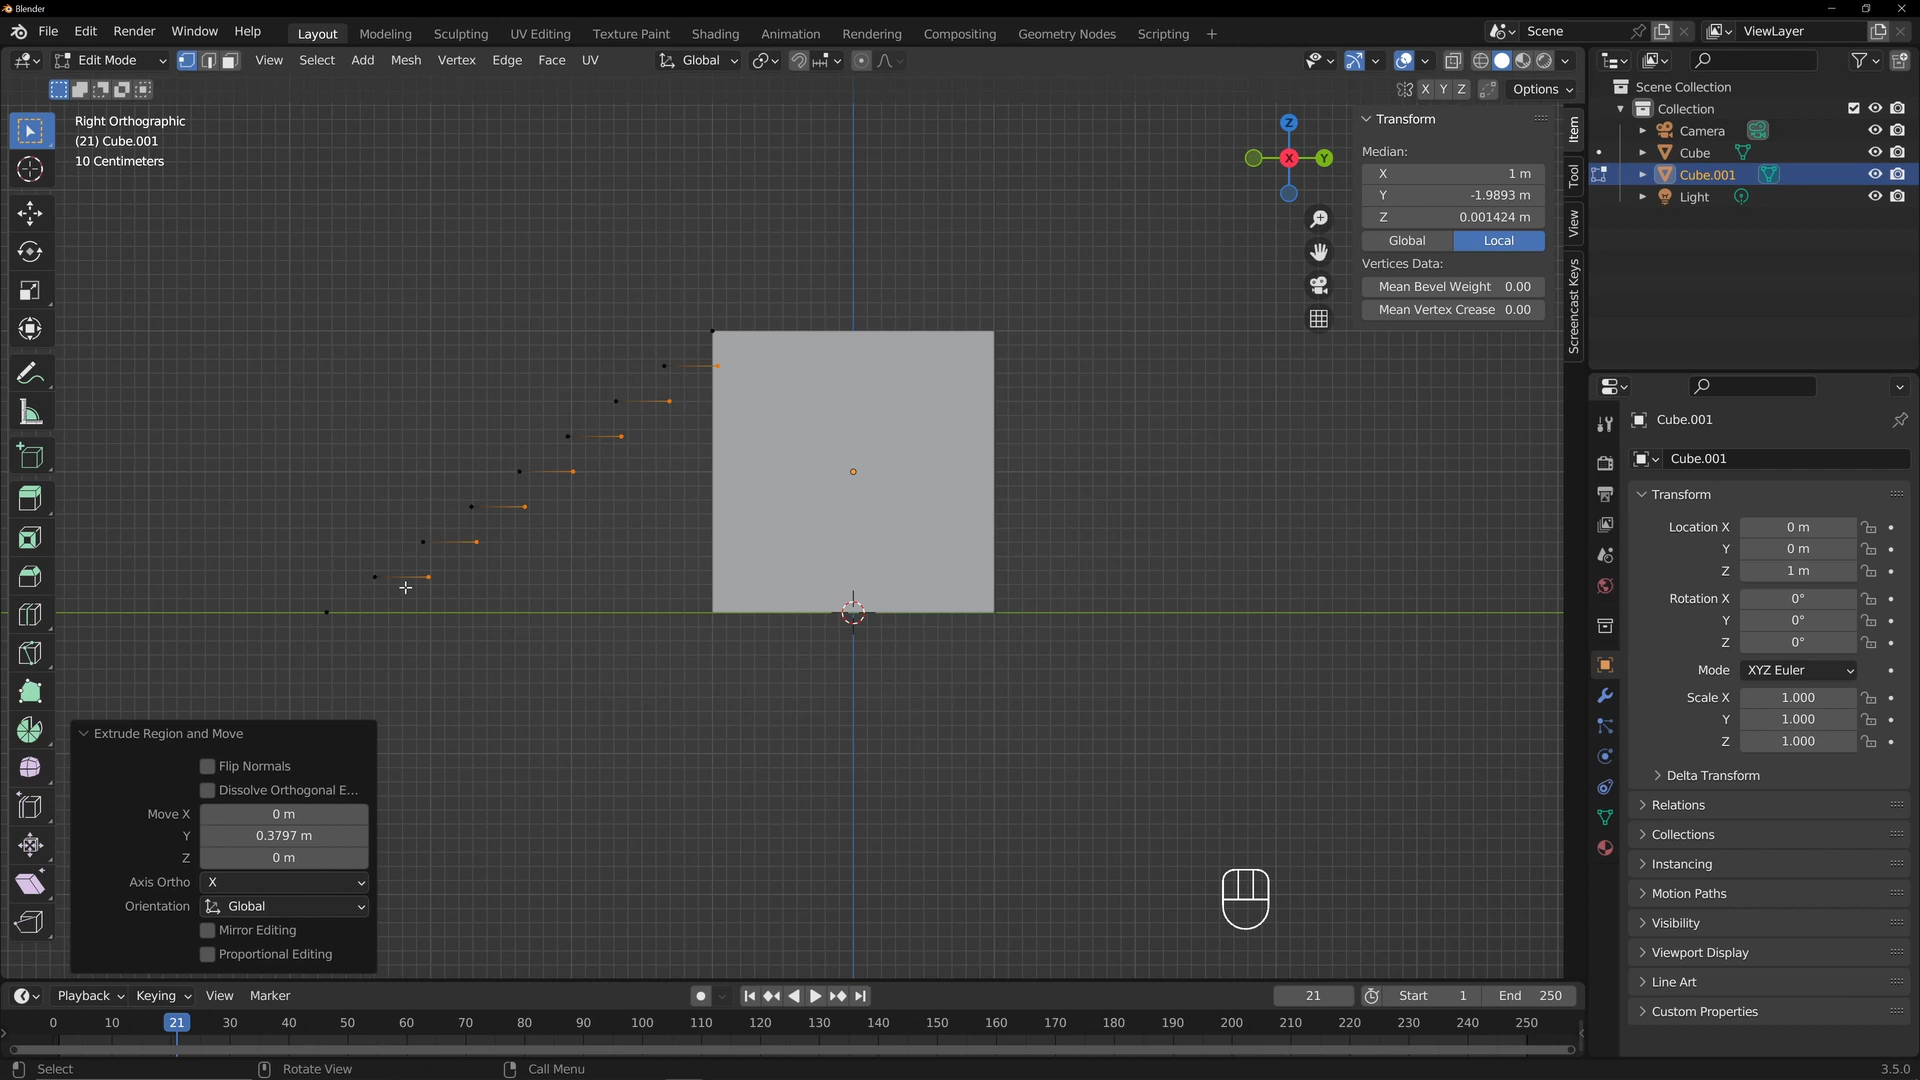 Blender
File Edit Render Window Help
Layout Modeling Sculpting UV Editing Texture Paint Shading Animation Rendering Compositing Geometry Nodes Scripting +
Scene
ViewLayer
Edit Mode
View Select Add Mesh Vertex Edge Face UV
Global
X Y Z
Options
Right Orthographic
(21) Cube.001
10 Centimeters
Z
X
Y
Transform
Median:
X 1 m
Y -1.9893 m
Z 0.001424 m
Global Local
Vertices Data:
Mean Bevel Weight 0.00
Mean Vertex Crease 0.00
Item
Tool
View
Screencast Keys
Scene Collection
Collection
Camera
Cube
Cube.001
Light
Cube.001
Cube.001
Transform
Location X 0 m
Y 0 m
Z 1 m
Rotation X 0°
Y 0°
Z 0°
Mode XYZ Euler
Scale X 1.000
Y 1.000
Z 1.000
Delta Transform
Relations
Collections
Instancing
Motion Paths
Visibility
Viewport Display
Line Art
Custom Properties
Extrude Region and Move
Flip Normals
Dissolve Orthogonal E...
Move X 0 m
Y 0.3797 m
Z 0 m
Axis Ortho X
Orientation Global
Mirror Editing
Proportional Editing
Playback Keying View Marker
21
Start 1
End 250
0 10 21 30 40 50 60 70 80 90 100 110 120 130 140 150 160 170 180 190 200 210 220 230 240 250
Select
Rotate View
Call Menu
3.5.0